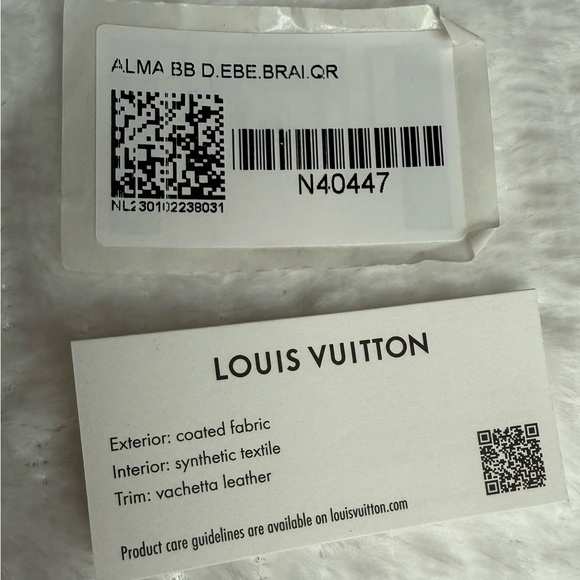 ALMA BB D.EBE.BRAI.QR
NL230102238031
N40447
LOUIS VUITTON
Exterior: coated fabric
Interior: synthetic textile
Trim: vachetta leather
Product care guidelines are available on louisvuitton.com